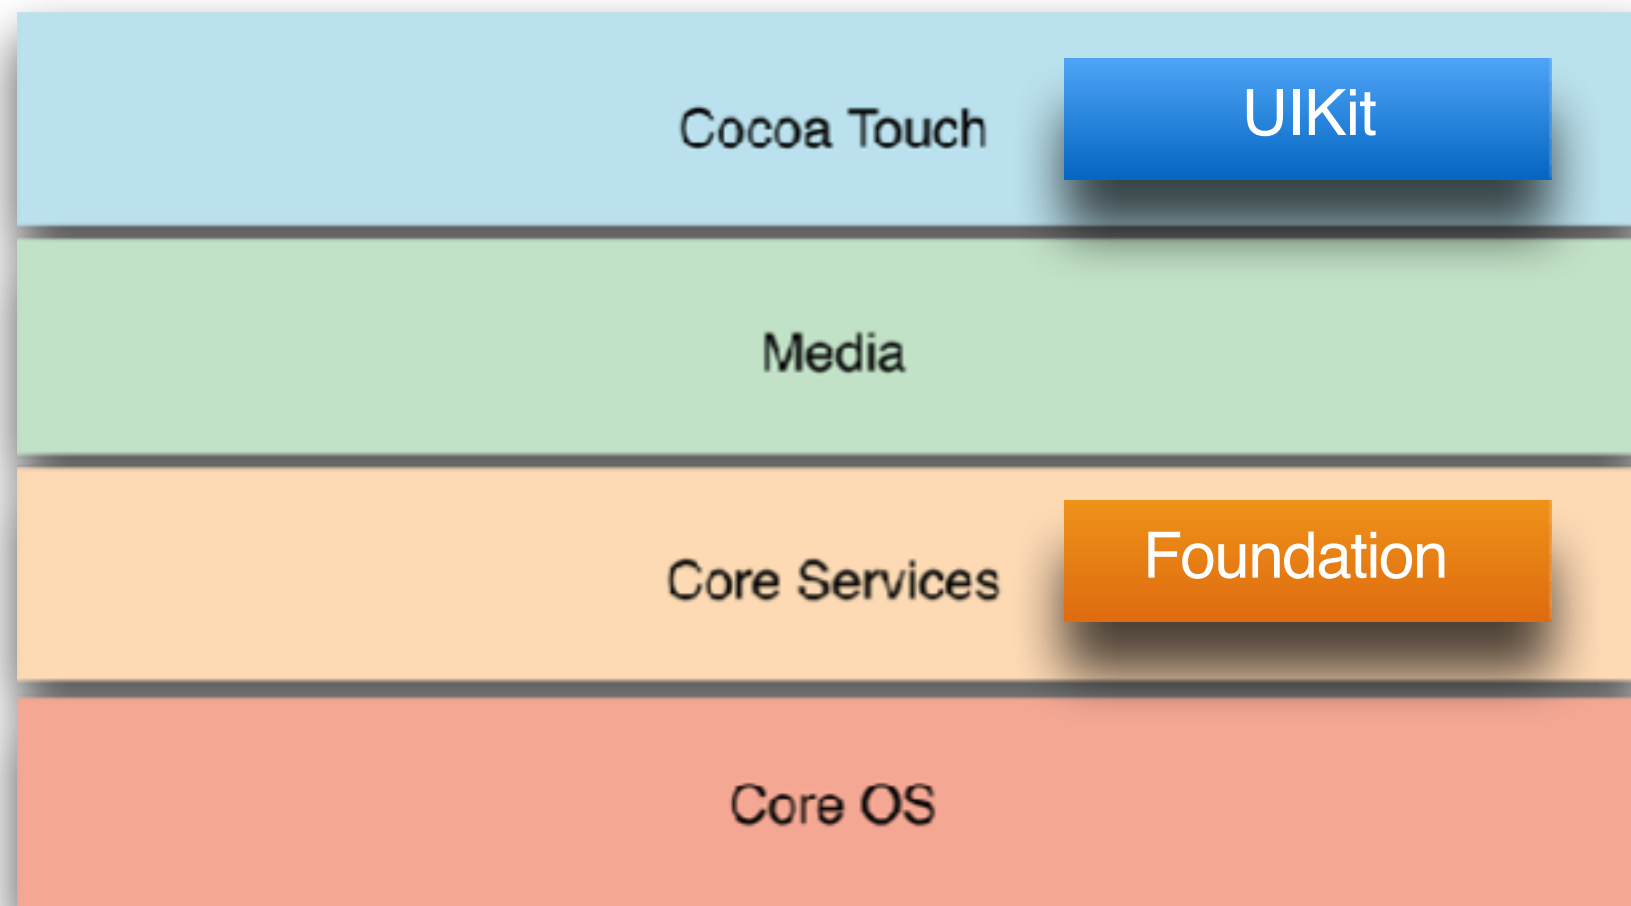 Cocoa Touch
UIKit
Media
Core Services
Foundation
Core OS